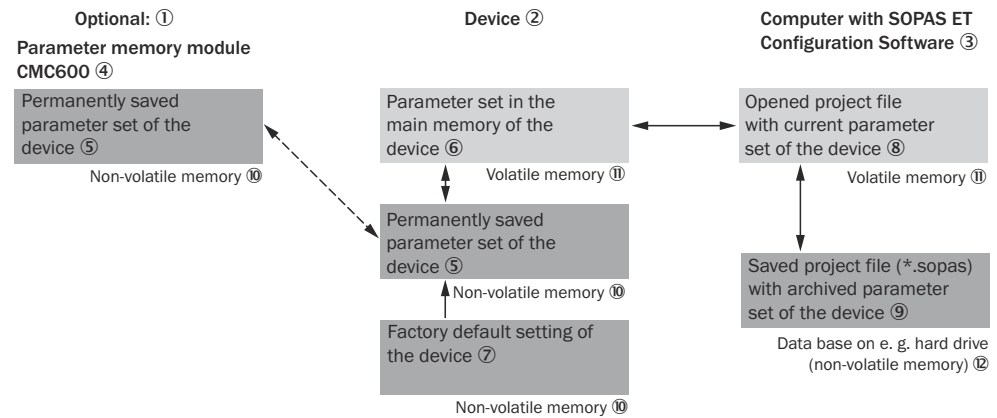 Optional: ①
Parameter memory module
CMC600 ④
Permanently saved
parameter set of the
device ⑤
Non-volatile memory ⑩
Device ②
Parameter set in the
main memory of the
device ⑥
Volatile memory ⑪
Permanently saved
parameter set of the
device ⑤
Non-volatile memory ⑩
Factory default setting of
the device ⑦
Non-volatile memory ⑩
Computer with SOPAS ET
Configuration Software ③
Opened project file
with current parameter
set of the device ⑧
Volatile memory ⑪
Saved project file (*.sopas)
with archived parameter
set of the device ⑨
Data base on e. g. hard drive
(non-volatile memory) ⑫